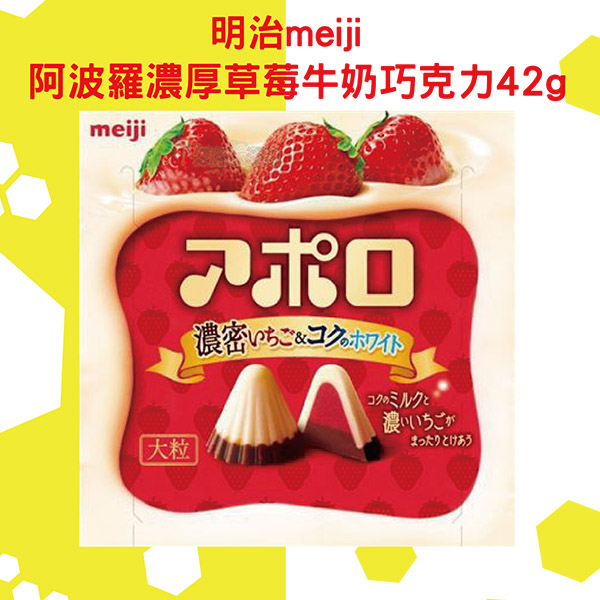 明治meiji
阿波羅濃厚草莓牛奶巧克力42g
meiji
アポロ
濃密いちご&コクのホワイト
コクのミルクと
濃いいちごが
まったりとけあう
大粒